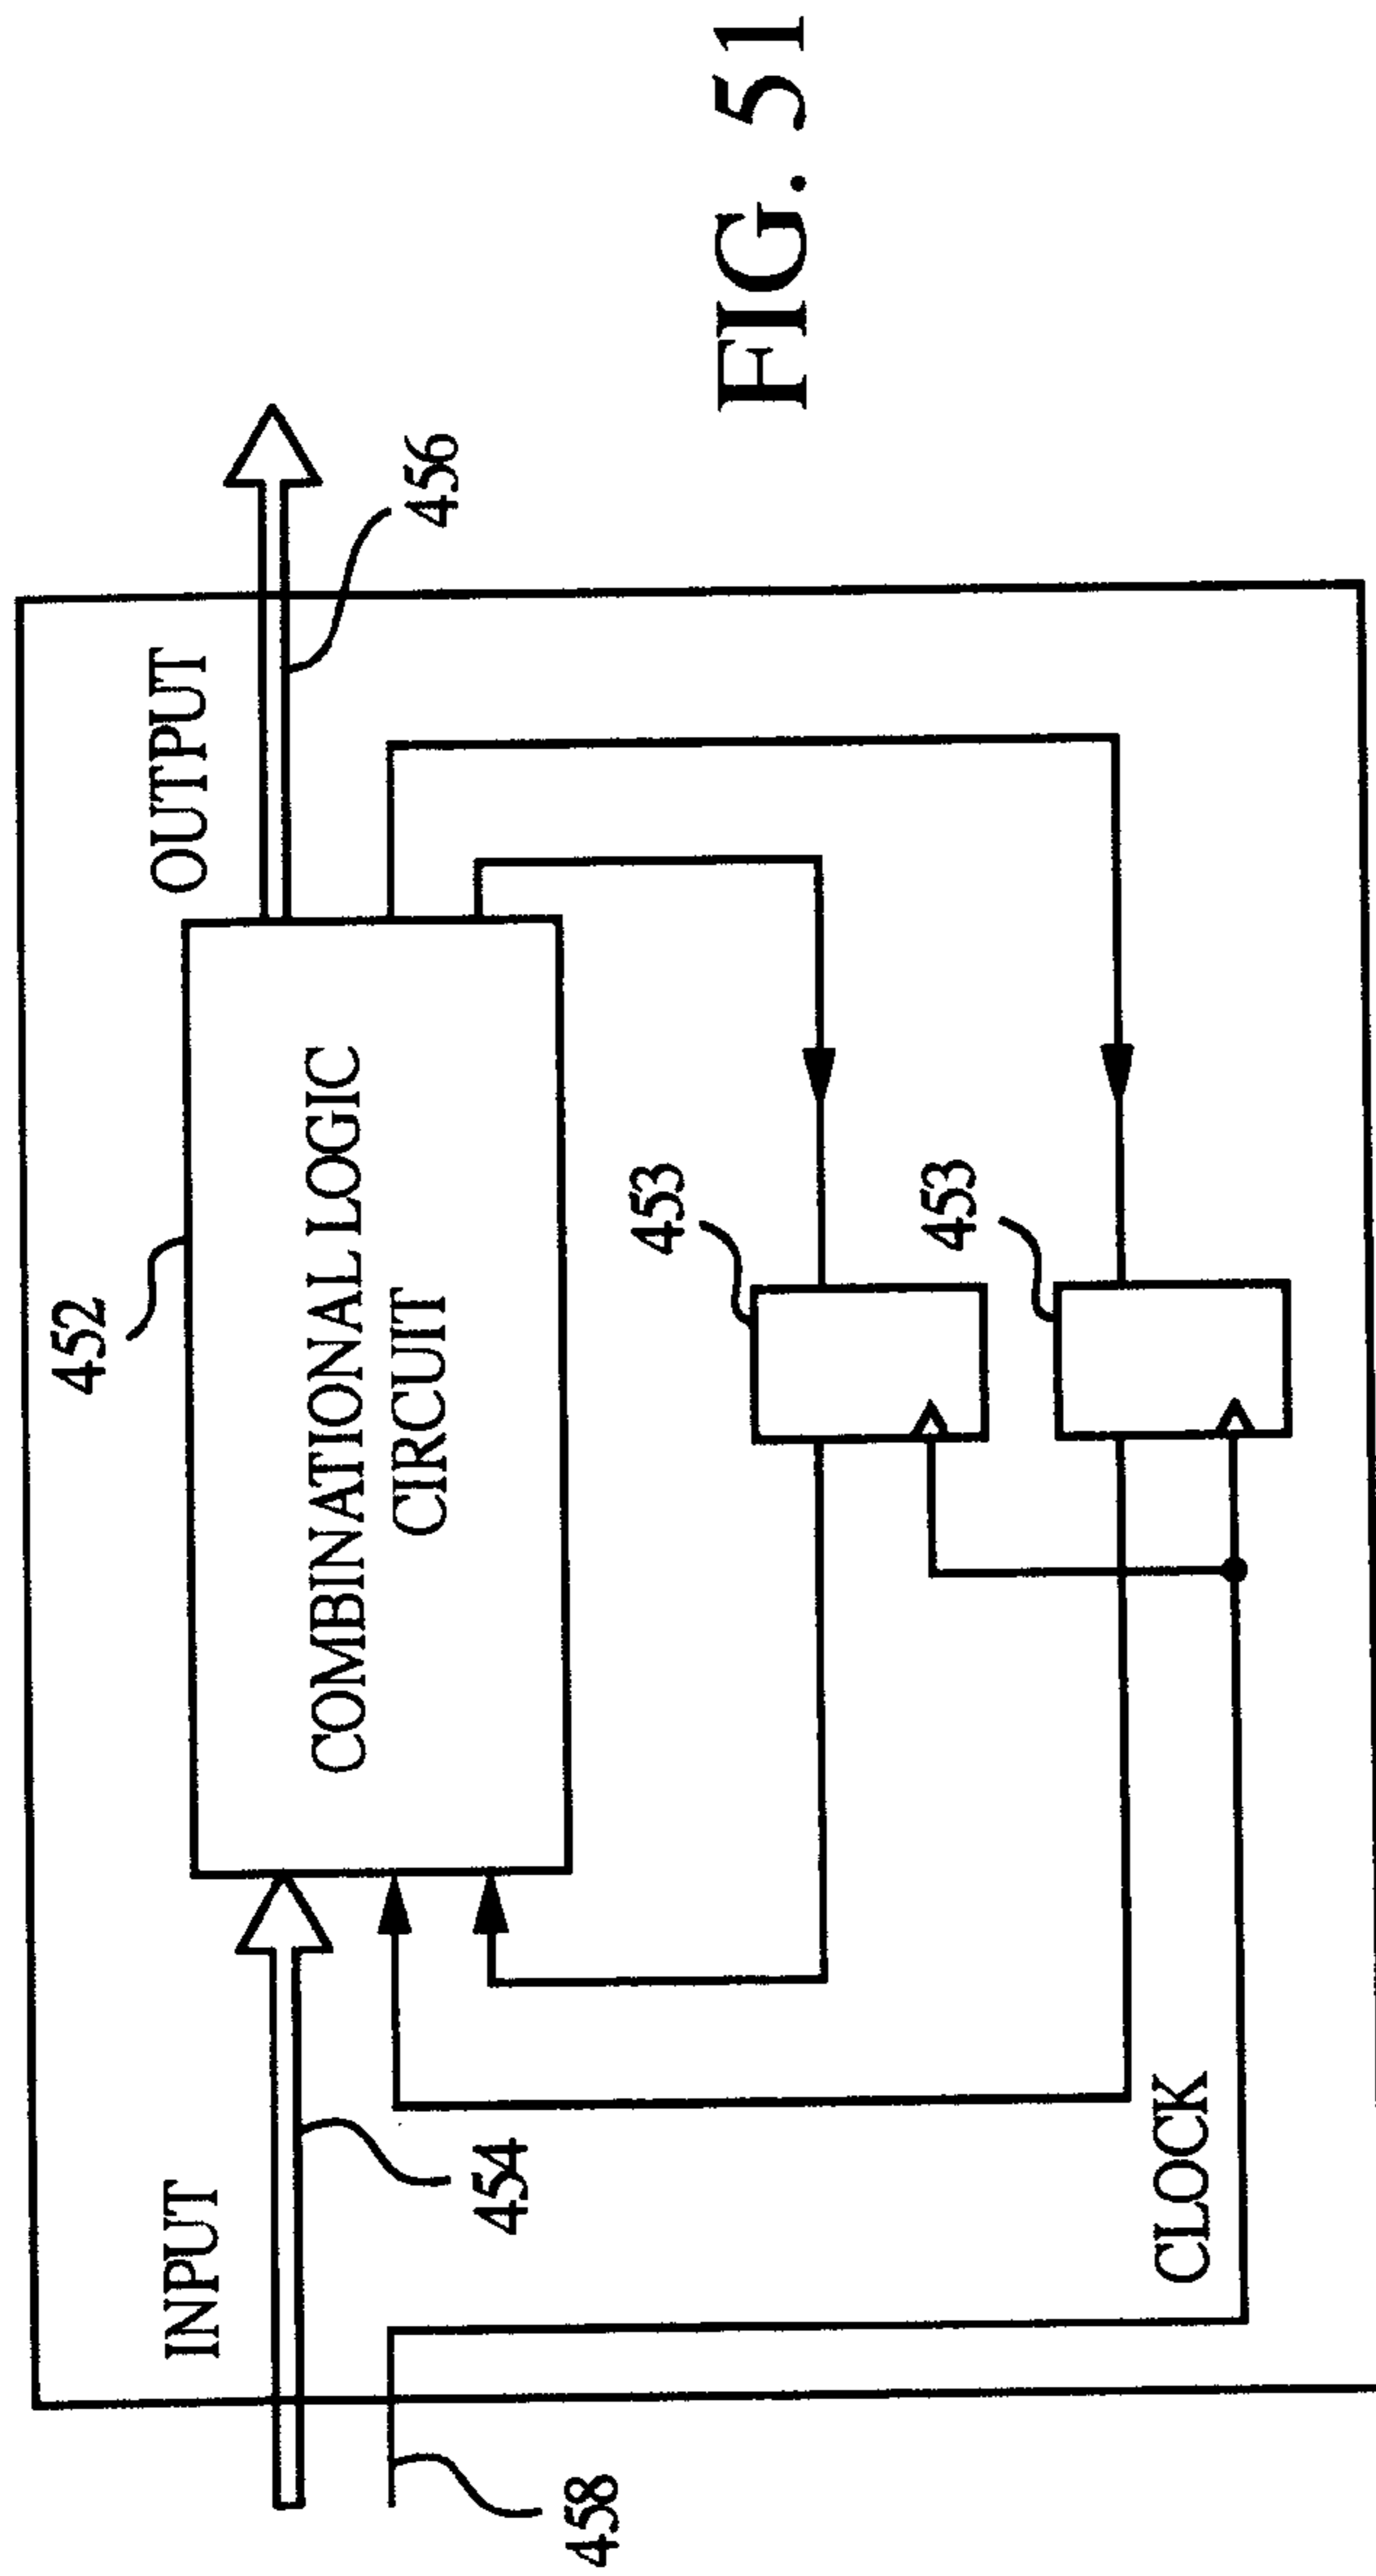 OUTPUT
456
452
COMBINATIONAL LOGIC
CIRCUIT
453
453
INPUT
454
458
CLOCK
FIG. 51